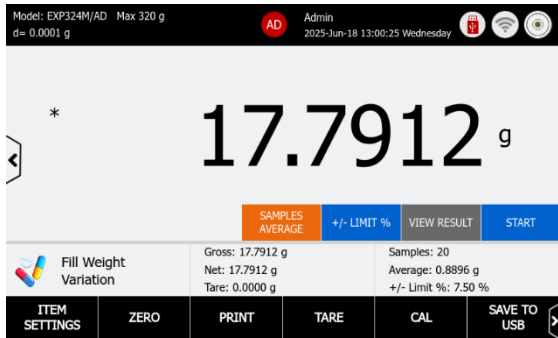 Model: EXP324M/AD Max 320 g
d= 0.0001 g
AD
Admin
2025-Jun-18 13:00:25 Wednesday
*
17.7912 g
SAMPLES
AVERAGE
+/- LIMIT %
VIEW RESULT
START
Fill Weight
Variation
Gross: 17.7912 g
Net: 17.7912 g
Tare: 0.0000 g
Samples: 20
Average: 0.8896 g
+/- Limit %: 7.50 %
ITEM
SETTINGS
ZERO
PRINT
TARE
CAL
SAVE TO
USB